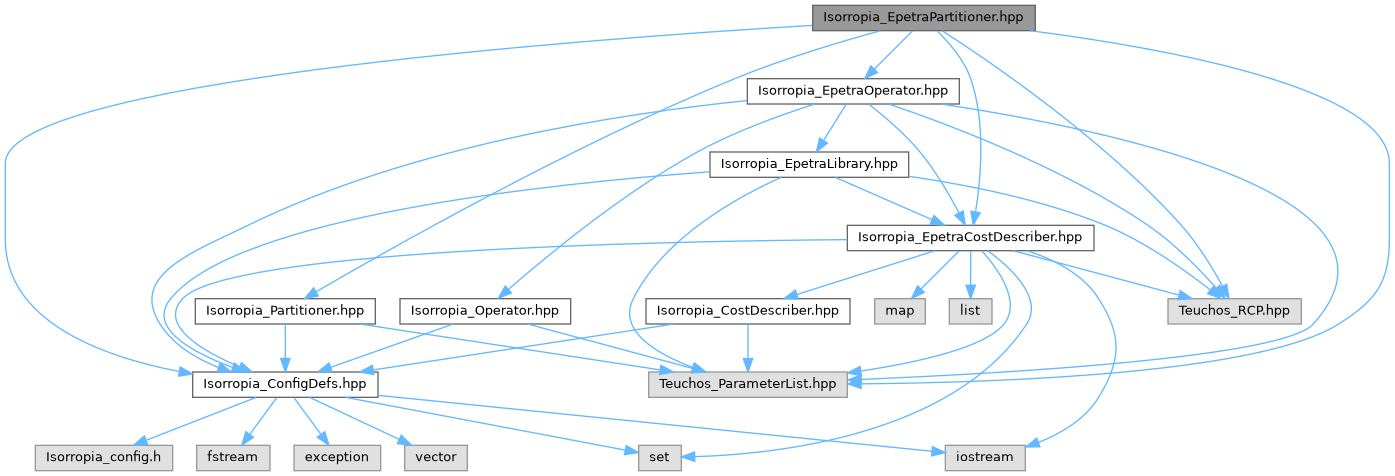 Isorropia_EpetraPartitioner.hpp
Isorropia_EpetraOperator.hpp
Isorropia_EpetraLibrary.hpp
Isorropia_EpetraCostDescriber.hpp
Isorropia_Partitioner.hpp
Isorropia_Operator.hpp
Isorropia_CostDescriber.hpp
map
list
Teuchos_RCP.hpp
Isorropia_ConfigDefs.hpp
Teuchos_ParameterList.hpp
Isorropia_config.h
fstream
exception
vector
set
iostream